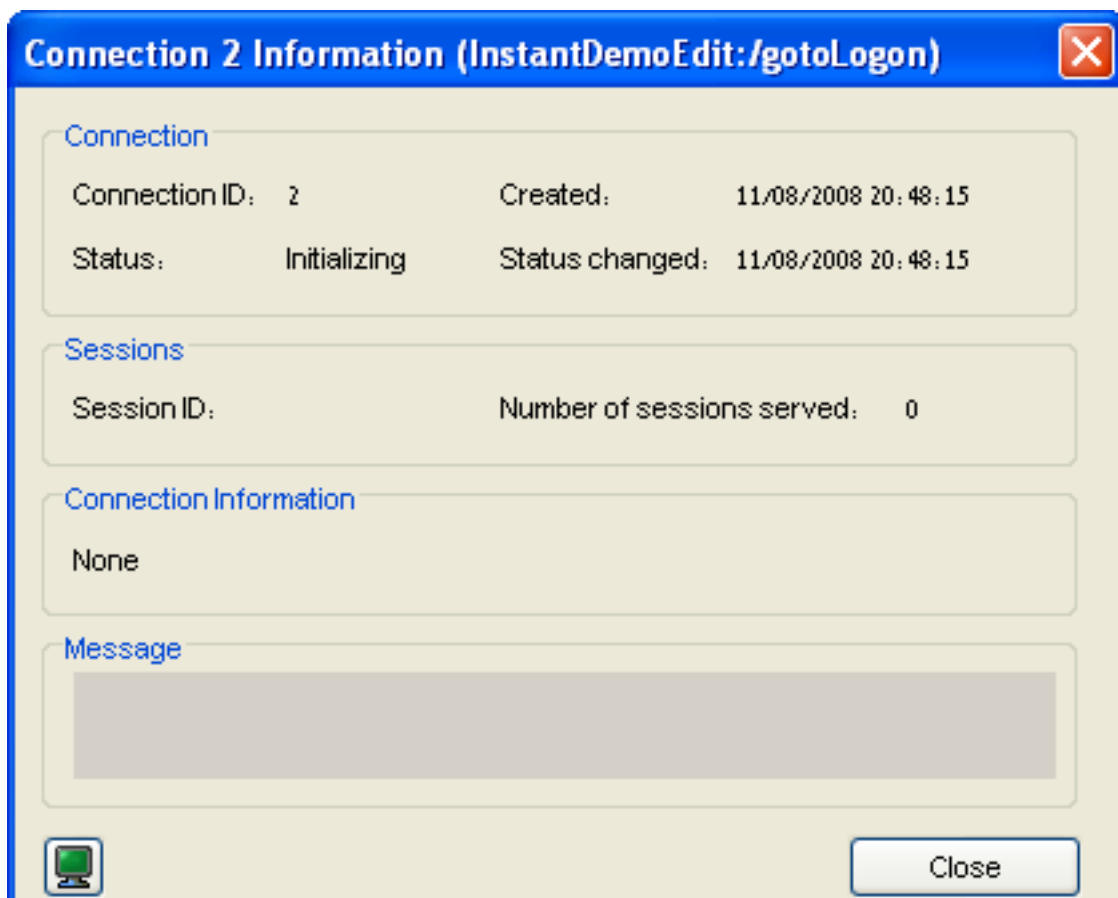 Connection 2 Information (InstantDemoEdit:/gotoLogon)
Connection
Connection ID: 2 Created: 11/08/2008 20:48:15
Status: Initializing Status changed: 11/08/2008 20:48:15
Sessions
Session ID: Number of sessions served: 0
Connection Information
None
Message
Close